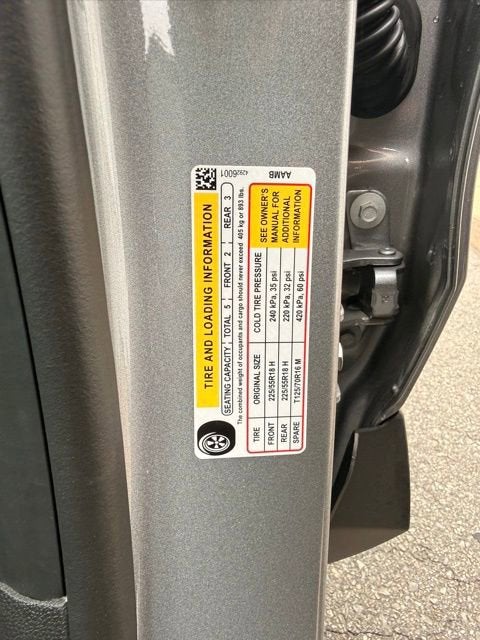 TIRE AND LOADING INFORMATION
42926001
SEATING CAPACITY TOTAL 5 FRONT 2 REAR 3
The combined weight of occupants and cargo should never exceed 405 kg or 893 lbs.
TIRE ORIGINAL SIZE COLD TIRE PRESSURE SEE OWNER'S
FRONT 225/55R18 H 240 kPa, 35 psi MANUAL FOR
REAR 225/55R18 H 220 kPa, 32 psi ADDITIONAL
SPARE T125/70R16 M 420 kPa, 60 psi INFORMATION
AAMB